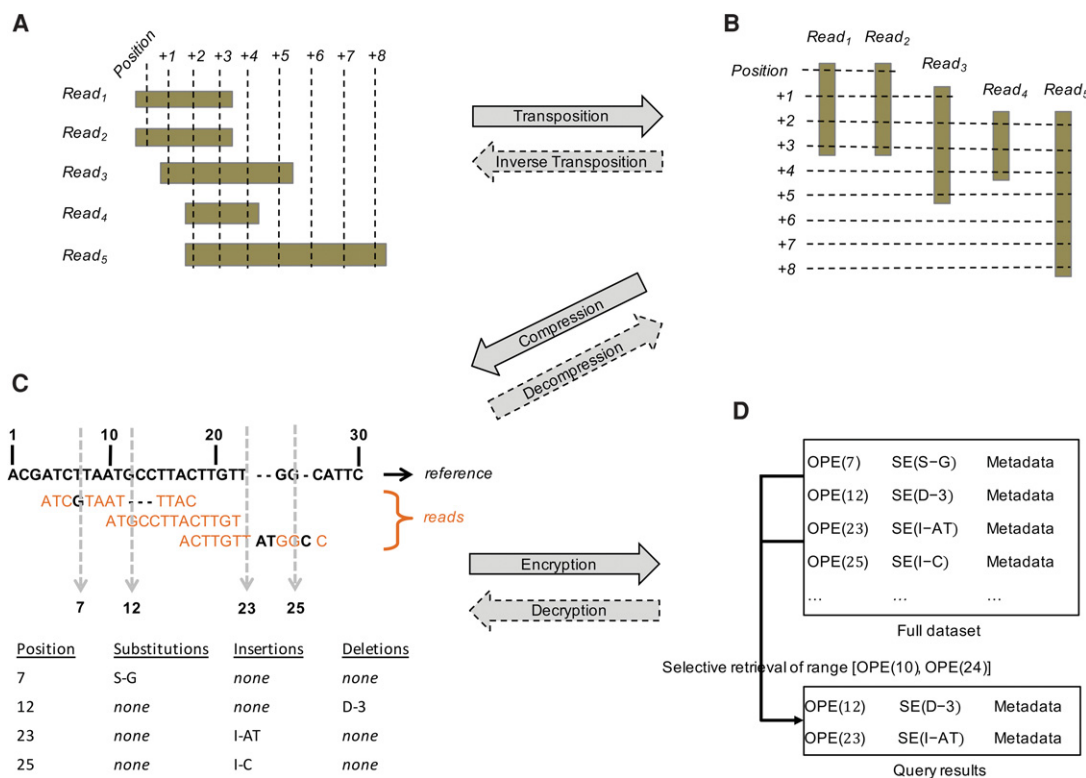 A
Position +1 +2 +3 +4 +5 +6 +7 +8
Read1
Read2
Read3
Read4
Read5
Transposition
Inverse Transposition
B
Read1 Read2 Read3 Read4 Read5
Position
+1
+2
+3
+4
+5
+6
+7
+8
Compression
Decompression
C
1 10 20 30
ACGATCTTAATGCCTTACTTGTT - - GG - CATTC reference
ATCGTAAT - - - TTAC
ATGCCTTACTTGT
ACTTGTT ATGGC C
reads
7 12 23 25
Position Substitutions Insertions Deletions
7 S-G none none
12 none none D-3
23 none I-AT none
25 none I-C none
Encryption
Decryption
D
OPE(7) SE(S−G) Metadata
OPE(12) SE(D−3) Metadata
OPE(23) SE(I−AT) Metadata
OPE(25) SE(I−C) Metadata
... ... ...
Full dataset
Selective retrieval of range [OPE(10), OPE(24)]
OPE(12) SE(D−3) Metadata
OPE(23) SE(I−AT) Metadata
Query results